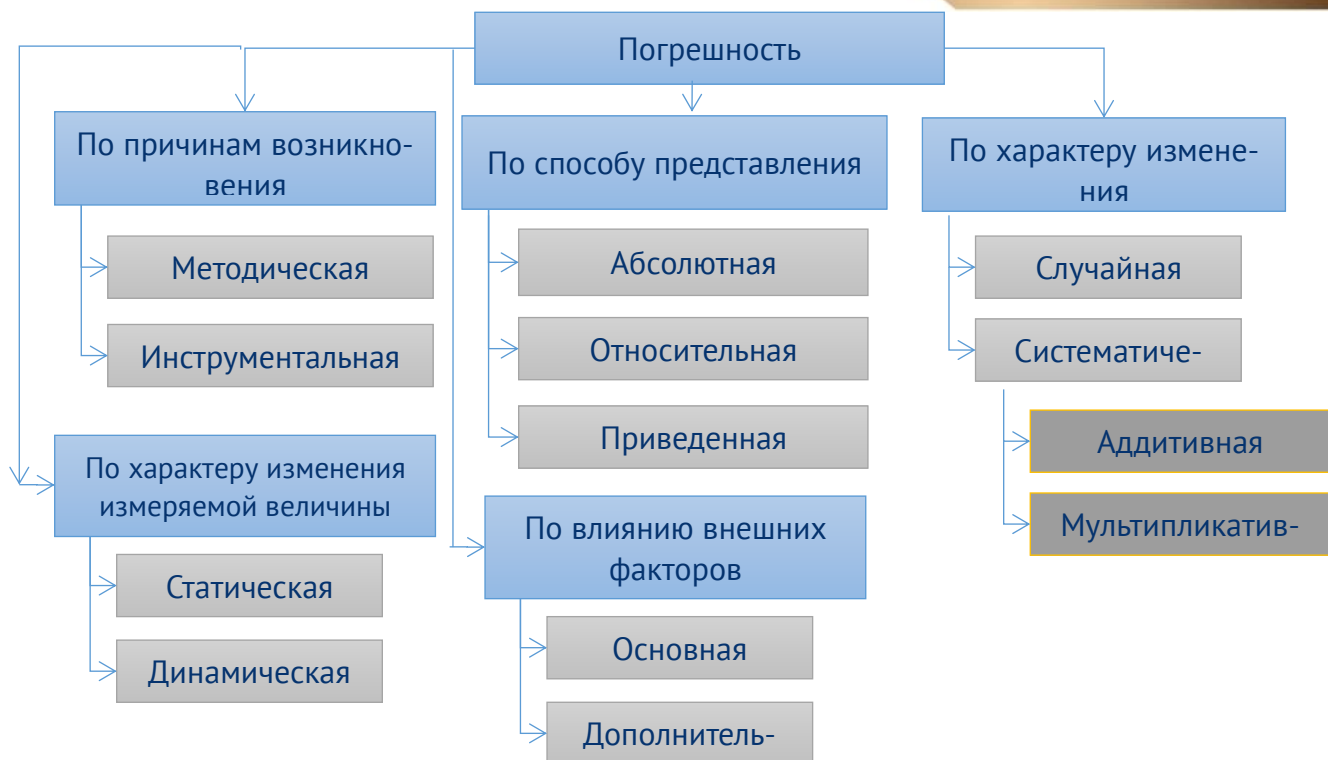 Погрешность
По причинам возникно-
вения
Методическая
Инструментальная
По характеру изменения
измеряемой величины
Статическая
Динамическая
По способу представления
Абсолютная
Относительная
Приведенная
По влиянию внешних
факторов
Основная
Дополнитель-
По характеру измене-
ния
Случайная
Систематиче-
Аддитивная
Мультипликатив-